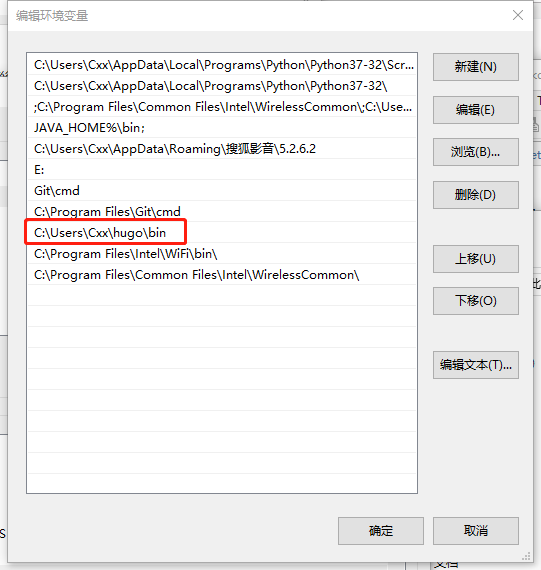 编辑环境变量
C:\Users\Cxx\AppData\Local\Programs\Python\Python37-32\Scr...
C:\Users\Cxx\AppData\Local\Programs\Python\Python37-32\
;C:\Program Files\Common Files\Intel\WirelessCommon\;C:\Use...
JAVA_HOME%\bin;
C:\Users\Cxx\AppData\Roaming\搜狐影音\5.2.6.2
E:
Git\cmd
C:\Program Files\Git\cmd
C:\Users\Cxx\hugo\bin
C:\Program Files\Intel\WiFi\bin\
C:\Program Files\Common Files\Intel\WirelessCommon\
新建(N)
编辑(E)
浏览(B)...
删除(D)
上移(U)
下移(O)
编辑文本(T)...
确定
取消